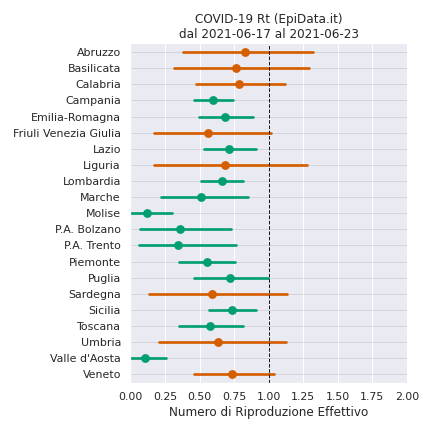 COVID-19 Rt (EpiData.it)
dal 2021-06-17 al 2021-06-23
Abruzzo
Basilicata
Calabria
Campania
Emilia-Romagna
Friuli Venezia Giulia
Lazio
Liguria
Lombardia
Marche
Molise
P.A. Bolzano
P.A. Trento
Piemonte
Puglia
Sardegna
Sicilia
Toscana
Umbria
Valle d'Aosta
Veneto
0.00 0.25 0.50 0.75 1.00 1.25 1.50 1.75 2.00
Numero di Riproduzione Effettivo